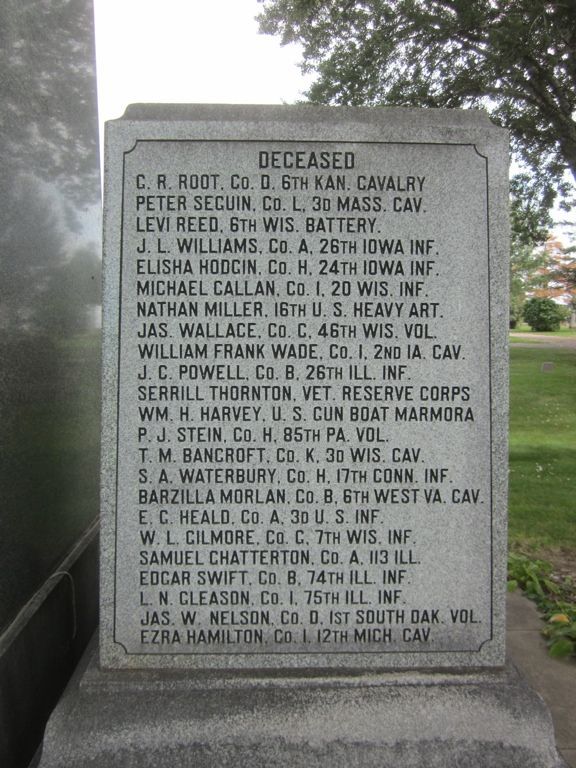 DECEASED
C. R. ROOT, CO. D, 6TH KAN. CAVALRY
PETER SEGUIN, CO. L, 3D MASS. CAV.
LEVI REED, 6TH WIS. BATTERY.
J. L. WILLIAMS, CO. A, 26TH IOWA INF.
ELISHA HODGIN, CO. H, 24TH IOWA INF.
MICHAEL CALLAN, CO. I, 20 WIS. INF.
NATHAN MILLER, 16TH U. S. HEAVY ART.
JAS. WALLACE, CO. C, 46TH WIS. VOL.
WILLIAM FRANK WADE, CO. I, 2ND IA. CAV.
J. C. POWELL, CO. B, 26TH ILL. INF.
SERRILL THORNTON, VET. RESERVE CORPS
WM. H. HARVEY, U. S. GUN BOAT MARMORA
P. J. STEIN, CO. H, 85TH PA. VOL.
T. M. BANCROFT, CO. K, 3D WIS. CAV.
S. A. WATERBURY, CO. H, 17TH CONN. INF.
BARZILLA MORLAN, CO. B, 6TH WEST VA. CAV.
E. C. HEALD, CO. A, 3D U. S. INF.
W. L. GILMORE, CO. C, 7TH WIS. INF.
SAMUEL CHATTERTON, CO. A, 113 ILL.
EDGAR SWIFT, CO. B, 74TH ILL. INF.
L. N. GLEASON, CO. I, 75TH ILL. INF.
JAS. W. NELSON, CO. D, 1ST SOUTH DAK. VOL.
EZRA HAMILTON, CO. I, 12TH MICH. CAV.